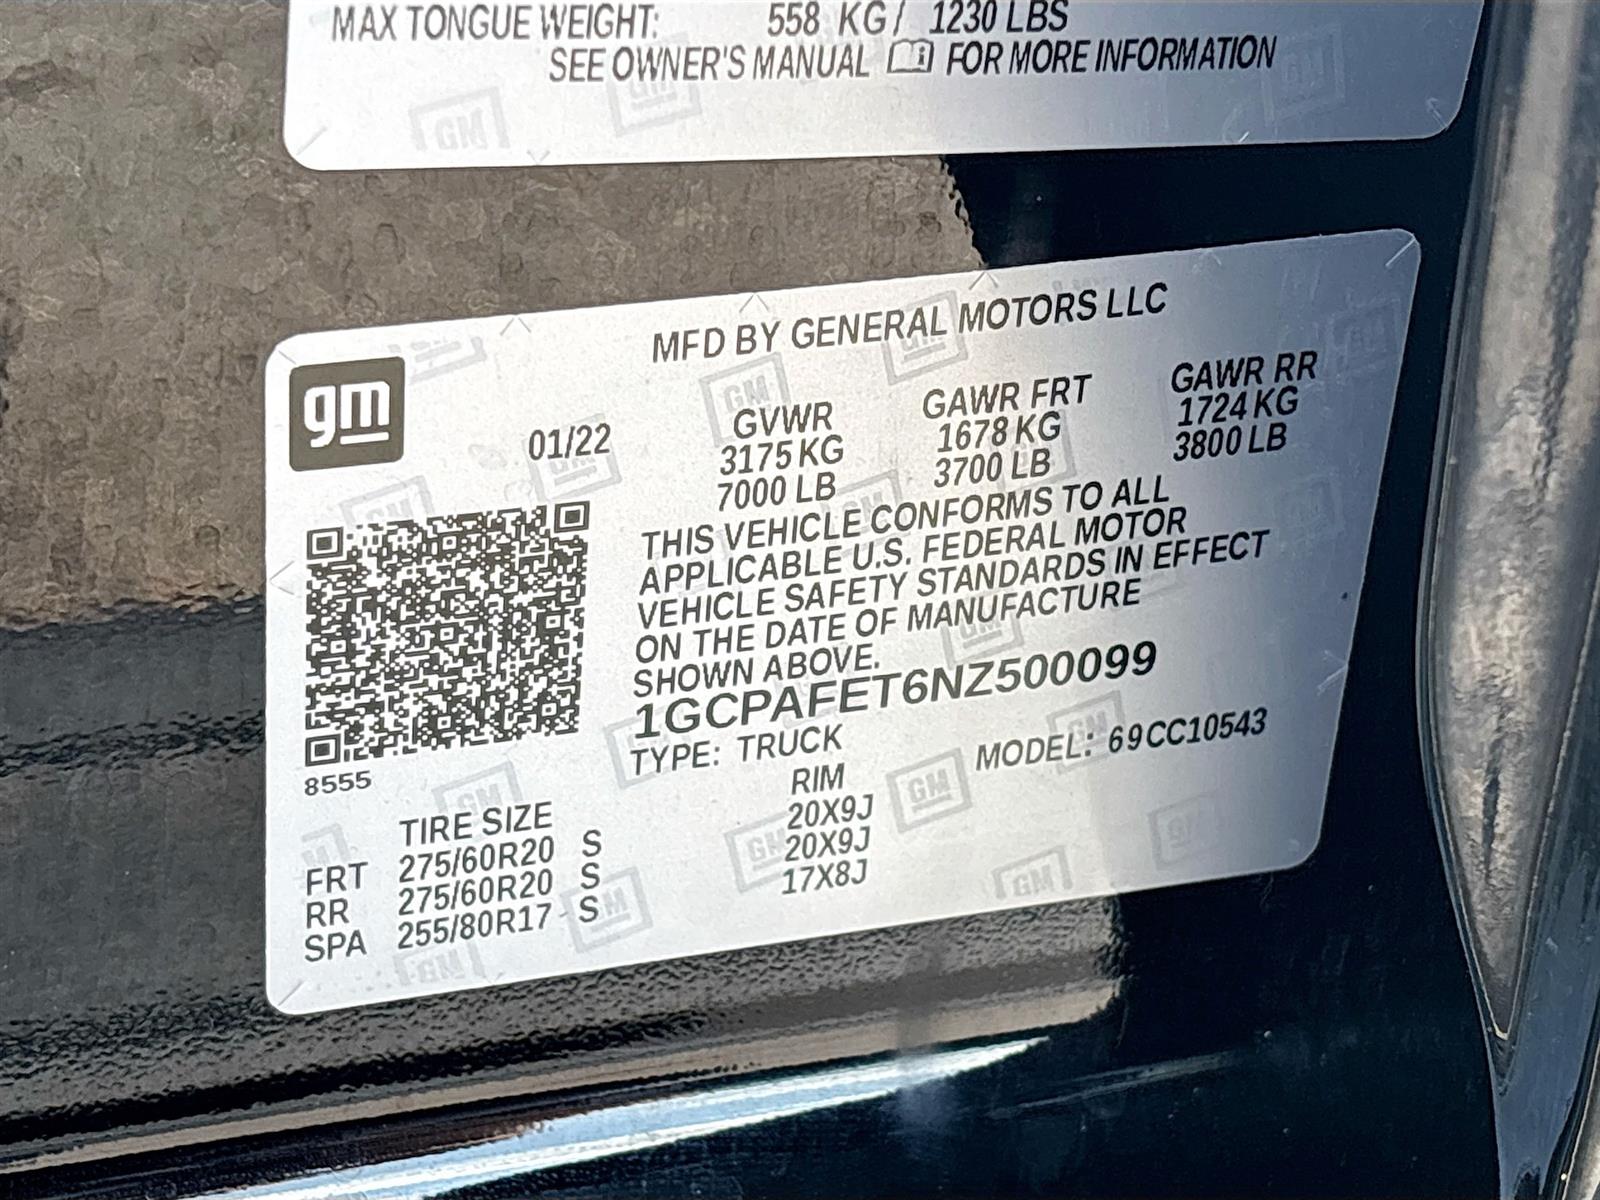 MAX TONGUE WEIGHT: 558 KG / 1230 LBS
SEE OWNER'S MANUAL FOR MORE INFORMATION
MFD BY GENERAL MOTORS LLC
gm
01/22
GVWR
3175 KG
7000 LB
GAWR FRT
1678 KG
3700 LB
GAWR RR
1724 KG
3800 LB
THIS VEHICLE CONFORMS TO ALL
APPLICABLE U.S. FEDERAL MOTOR
VEHICLE SAFETY STANDARDS IN EFFECT
ON THE DATE OF MANUFACTURE
SHOWN ABOVE.
1GCPAFET6NZ500099
TYPE: TRUCK MODEL: 69CC10543
8555
TIRE SIZE RIM
FRT 275/60R20 S 20X9J
RR 275/60R20 S 20X9J
SPA 255/80R17 S 17X8J